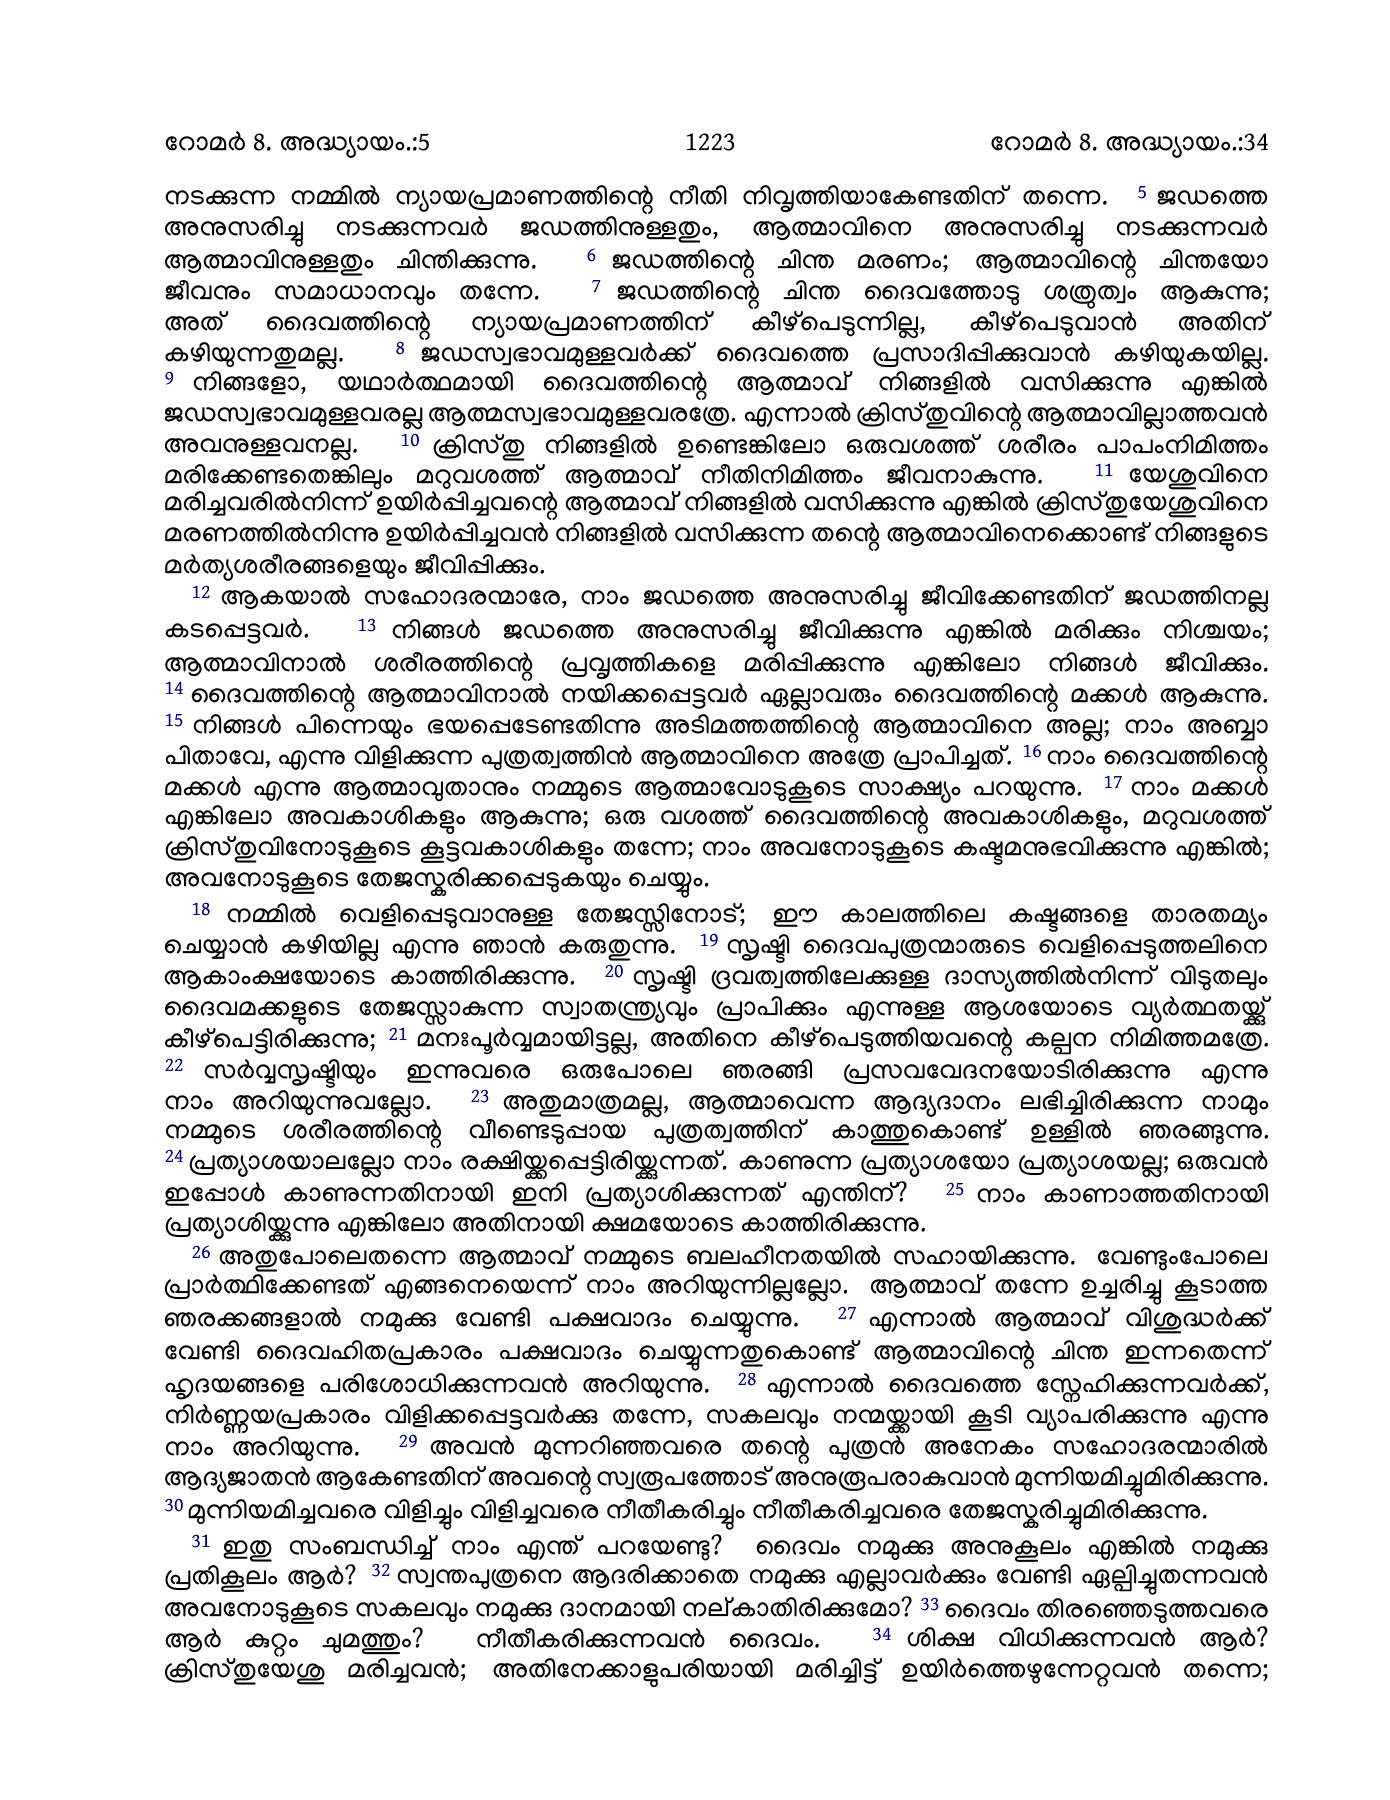 റോമർ 8. അദ്ധ്യായം.:5 1223 റോമർ 8. അദ്ധ്യായം.:34
നടക്കുന്ന നമ്മിൽ ന്യായപ്രമാണത്തിന്റെ നീതി നിവൃത്തിയാകേണ്ടതിന് തന്നെ. 5 ജഡത്തെ
അനുസരിച്ചു നടക്കുന്നവർ ജഡത്തിനുള്ളതും, ആത്മാവിനെ അനുസരിച്ചു നടക്കുന്നവർ
ആത്മാവിനുള്ളതും ചിന്തിക്കുന്നു. 6 ജഡത്തിന്റെ ചിന്ത മരണം; ആത്മാവിന്റെ ചിന്തയോ
ജീവനും സമാധാനവും തന്നേ. 7 ജഡത്തിന്റെ ചിന്ത ദൈവത്തോടു ശത്രുത്വം ആകുന്നു;
അത് ദൈവത്തിന്റെ ന്യായപ്രമാണത്തിന് കീഴ്പെടുന്നില്ല, കീഴ്പെടുവാൻ അതിന്
കഴിയുന്നതുമല്ല. 8 ജഡസ്വഭാവമുള്ളവർക്ക് ദൈവത്തെ പ്രസാദിപ്പിക്കുവാൻ കഴിയുകയില്ല.
9 നിങ്ങളോ, യഥാർത്ഥമായി ദൈവത്തിന്റെ ആത്മാവ് നിങ്ങളിൽ വസിക്കുന്നു എങ്കിൽ
ജഡസ്വഭാവമുള്ളവരല്ല ആത്മസ്വഭാവമുള്ളവരത്രേ. എന്നാൽ ക്രിസ്തുവിന്റെ ആത്മാവില്ലാത്തവൻ
അവനുള്ളവനല്ല. 10 ക്രിസ്തു നിങ്ങളിൽ ഉണ്ടെങ്കിലോ ഒരുവശത്ത് ശരീരം പാപംനിമിത്തം
മരിക്കേണ്ടതെങ്കിലും മറുവശത്ത് ആത്മാവ് നീതിനിമിത്തം ജീവനാകുന്നു. 11 യേശുവിനെ
മരിച്ചവരിൽനിന്ന് ഉയിർപ്പിച്ചവന്റെ ആത്മാവ് നിങ്ങളിൽ വസിക്കുന്നു എങ്കിൽ ക്രിസ്തുയേശുവിനെ
മരണത്തിൽനിന്നു ഉയിർപ്പിച്ചവൻ നിങ്ങളിൽ വസിക്കുന്ന തന്റെ ആത്മാവിനെക്കൊണ്ട് നിങ്ങളുടെ
മർത്യശരീരങ്ങളെയും ജീവിപ്പിക്കും.
12 ആകയാൽ സഹോദരന്മാരേ, നാം ജഡത്തെ അനുസരിച്ചു ജീവിക്കേണ്ടതിന് ജഡത്തിനല്ല
കടപ്പെട്ടവർ. 13 നിങ്ങൾ ജഡത്തെ അനുസരിച്ചു ജീവിക്കുന്നു എങ്കിൽ മരിക്കും നിശ്ചയം;
ആത്മാവിനാൽ ശരീരത്തിന്റെ പ്രവൃത്തികളെ മരിപ്പിക്കുന്നു എങ്കിലോ നിങ്ങൾ ജീവിക്കും.
14 ദൈവത്തിന്റെ ആത്മാവിനാൽ നയിക്കപ്പെട്ടവർ ഏല്ലാവരും ദൈവത്തിന്റെ മക്കൾ ആകുന്നു.
15 നിങ്ങൾ പിന്നെയും ഭയപ്പെടേണ്ടതിന്നു അടിമത്തത്തിന്റെ ആത്മാവിനെ അല്ല; നാം അബ്ബാ
പിതാവേ, എന്നു വിളിക്കുന്ന പുത്രത്വത്തിൻ ആത്മാവിനെ അത്രേ പ്രാപിച്ചത്. 16 നാം ദൈവത്തിന്റെ
മക്കൾ എന്നു ആത്മാവുതാനും നമ്മുടെ ആത്മാവോടുകൂടെ സാക്ഷ്യം പറയുന്നു. 17 നാം മക്കൾ
എങ്കിലോ അവകാശികളും ആകുന്നു; ഒരു വശത്ത് ദൈവത്തിന്റെ അവകാശികളും, മറുവശത്ത്
ക്രിസ്തുവിനോടുകൂടെ കൂട്ടവകാശികളും തന്നേ; നാം അവനോടുകൂടെ കഷ്ടമനുഭവിക്കുന്നു എങ്കിൽ;
അവനോടുകൂടെ തേജസ്കരിക്കപ്പെടുകയും ചെയ്യും.
18 നമ്മിൽ വെളിപ്പെടുവാനുള്ള തേജസ്സിനോട്; ഈ കാലത്തിലെ കഷ്ടങ്ങളെ താരതമ്യം
ചെയ്യാൻ കഴിയില്ല എന്നു ഞാൻ കരുതുന്നു. 19 സൃഷ്ടി ദൈവപുത്രന്മാരുടെ വെളിപ്പെടുത്തലിനെ
ആകാംക്ഷയോടെ കാത്തിരിക്കുന്നു. 20 സൃഷ്ടി ദ്രവത്വത്തിലേക്കുള്ള ദാസ്യത്തിൽനിന്ന് വിടുതലും
ദൈവമക്കളുടെ തേജസ്സാകുന്ന സ്വാതന്ത്ര്യവും പ്രാപിക്കും എന്നുള്ള ആശയോടെ വ്യർത്ഥതയ്ക്ക്
കീഴ്പെട്ടിരിക്കുന്നു; 21 മനഃപൂർവ്വമായിട്ടല്ല, അതിനെ കീഴ്പെടുത്തിയവന്റെ കല്പന നിമിത്തമത്രേ.
22 സർവ്വസൃഷ്ടിയും ഇന്നുവരെ ഒരുപോലെ ഞരങ്ങി പ്രസവവേദനയോടിരിക്കുന്നു എന്നു
നാം അറിയുന്നുവല്ലോ. 23 അതുമാത്രമല്ല, ആത്മാവെന്ന ആദ്യദാനം ലഭിച്ചിരിക്കുന്ന നാമും
നമ്മുടെ ശരീരത്തിന്റെ വീണ്ടെടുപ്പായ പുത്രത്വത്തിന് കാത്തുകൊണ്ട് ഉള്ളിൽ ഞരങ്ങുന്നു.
24 പ്രത്യാശയാലല്ലോ നാം രക്ഷിയ്ക്കപ്പെട്ടിരിയ്ക്കുന്നത്. കാണുന്ന പ്രത്യാശയോ പ്രത്യാശയല്ല; ഒരുവൻ
ഇപ്പോൾ കാണുന്നതിനായി ഇനി പ്രത്യാശിക്കുന്നത് എന്തിന്? 25 നാം കാണാത്തതിനായി
പ്രത്യാശിയ്ക്കുന്നു എങ്കിലോ അതിനായി ക്ഷമയോടെ കാത്തിരിക്കുന്നു.
26 അതുപോലെതന്നെ ആത്മാവ് നമ്മുടെ ബലഹീനതയിൽ സഹായിക്കുന്നു. വേണ്ടുംപോലെ
പ്രാർത്ഥിക്കേണ്ടത് എങ്ങനെയെന്ന് നാം അറിയുന്നില്ലല്ലോ. ആത്മാവ് തന്നേ ഉച്ചരിച്ചു കൂടാത്ത
ഞരക്കങ്ങളാൽ നമുക്കു വേണ്ടി പക്ഷവാദം ചെയ്യുന്നു. 27 എന്നാൽ ആത്മാവ് വിശുദ്ധർക്ക്
വേണ്ടി ദൈവഹിതപ്രകാരം പക്ഷവാദം ചെയ്യുന്നതുകൊണ്ട് ആത്മാവിന്റെ ചിന്ത ഇന്നതെന്ന്
ഹൃദയങ്ങളെ പരിശോധിക്കുന്നവൻ അറിയുന്നു. 28 എന്നാൽ ദൈവത്തെ സ്നേഹിക്കുന്നവർക്ക്,
നിർണ്ണയപ്രകാരം വിളിക്കപ്പെട്ടവർക്കു തന്നേ, സകലവും നന്മയ്ക്കായി കൂടി വ്യാപരിക്കുന്നു എന്നു
നാം അറിയുന്നു. 29 അവൻ മുന്നറിഞ്ഞവരെ തന്റെ പുത്രൻ അനേകം സഹോദരന്മാരിൽ
ആദ്യജാതൻ ആകേണ്ടതിന് അവന്റെ സ്വരൂപത്തോട് അനുരൂപരാകുവാൻ മുന്നിയമിച്ചുമിരിക്കുന്നു.
30 മുന്നിയമിച്ചവരെ വിളിച്ചും വിളിച്ചവരെ നീതീകരിച്ചും നീതീകരിച്ചവരെ തേജസ്കരിച്ചുമിരിക്കുന്നു.
31 ഇതു സംബന്ധിച്ച് നാം എന്ത് പറയേണ്ടു? ദൈവം നമുക്കു അനുകൂലം എങ്കിൽ നമുക്കു
പ്രതികൂലം ആർ? 32 സ്വന്തപുത്രനെ ആദരിക്കാതെ നമുക്കു എല്ലാവർക്കും വേണ്ടി ഏല്പിച്ചുതന്നവൻ
അവനോടുകൂടെ സകലവും നമുക്കു ദാനമായി നല്കാതിരിക്കുമോ? 33 ദൈവം തിരഞ്ഞെടുത്തവരെ
ആർ കുറ്റം ചുമത്തും? നീതീകരിക്കുന്നവൻ ദൈവം. 34 ശിക്ഷ വിധിക്കുന്നവൻ ആർ?
ക്രിസ്തുയേശു മരിച്ചവൻ; അതിനേക്കാളുപരിയായി മരിച്ചിട്ട് ഉയിർത്തെഴുന്നേറ്റവൻ തന്നെ;